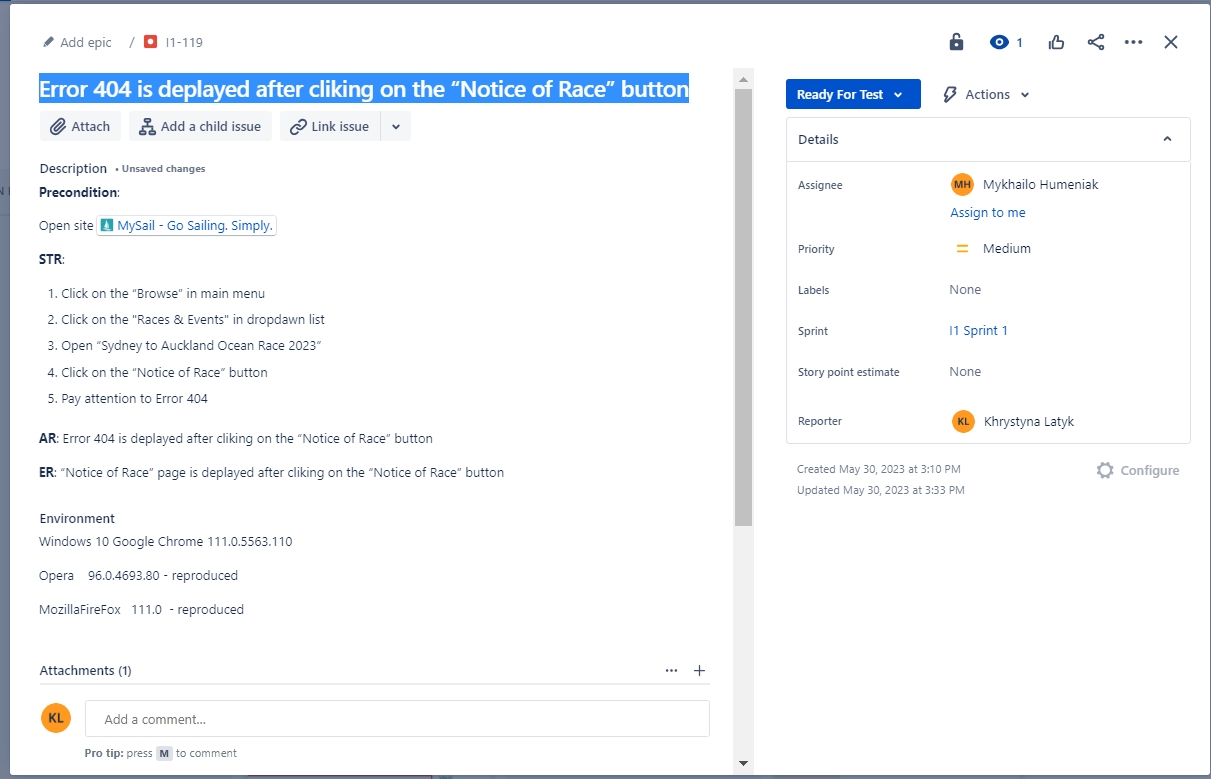 Add epic / I1-119
1
Error 404 is deplayed after cliking on the “Notice of Race” button
Attach Add a child issue Link issue
Description • Unsaved changes
Precondition:
Open site MySail - Go Sailing. Simply.
STR:
1. Click on the “Browse” in main menu
2. Click on the "Races & Events" in dropdawn list
3. Open “Sydney to Auckland Ocean Race 2023”
4. Click on the “Notice of Race” button
5. Pay attention to Error 404
AR: Error 404 is deplayed after cliking on the “Notice of Race” button
ER: “Notice of Race” page is deplayed after cliking on the “Notice of Race” button
Environment
Windows 10 Google Chrome 111.0.5563.110
Opera 96.0.4693.80 - reproduced
MozillaFireFox 111.0 - reproduced
Attachments (1)
KL Add a comment...
Pro tip: press M to comment
Ready For Test Actions
Details
Assignee MH Mykhailo Humeniak
Assign to me
Priority Medium
Labels None
Sprint I1 Sprint 1
Story point estimate None
Reporter KL Khrystyna Latyk
Created May 30, 2023 at 3:10 PM
Configure
Updated May 30, 2023 at 3:33 PM